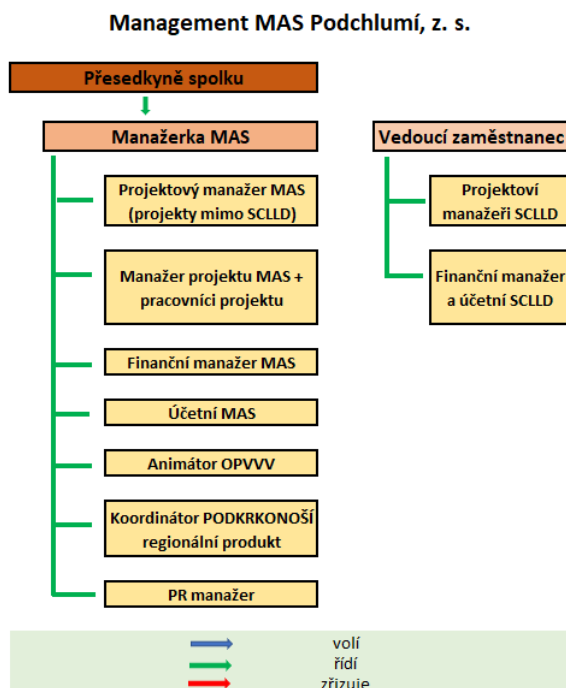 Management MAS Podchlumí, z. s.
Přesedkyně spolku
Manažerka MAS
Projektový manažer MAS
(projekty mimo SCLLD)
Manažer projektu MAS +
pracovníci projektu
Finanční manažer MAS
Účetní MAS
Animátor OPVVV
Koordinátor PODKRKONOŠÍ
regionální produkt
PR manažer
Vedoucí zaměstnanec
Projektoví
manažeři SCLLD
Finanční manažer
a účetní SCLLD
volí
řídí
zřizuje